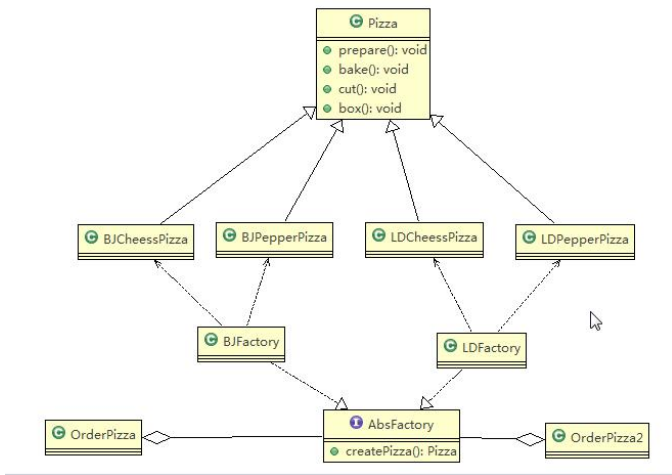 Pizza
prepare(): void
bake(): void
cut(): void
box(): void
BJCheessPizza
BJPepperPizza
LDCheessPizza
LDPepperPizza
BJFactory
LDFactory
OrderPizza
AbsFactory
createPizza(): Pizza
OrderPizza2